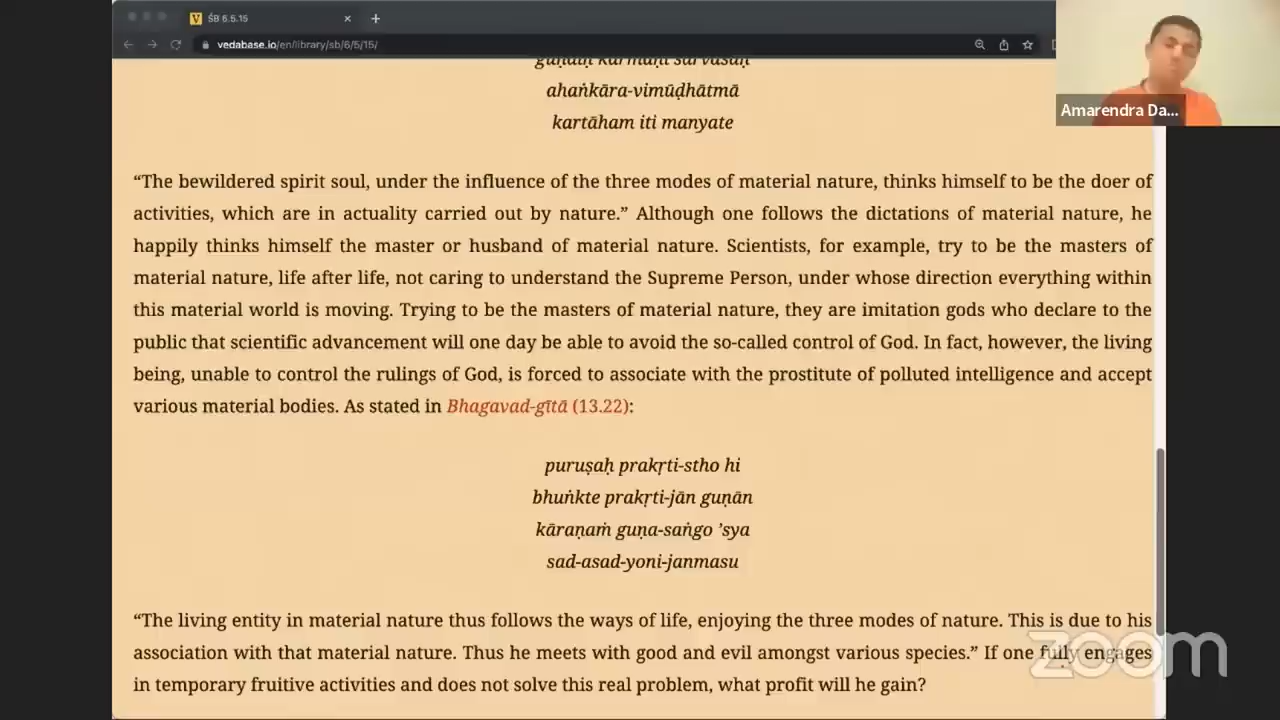 ŚB 6.5.15
vedabase.io/en/library/sb/6/5/15/
Amarendra Da...
guṇaiḥ karmāṇi sarvaśaḥ
ahaṅkāra-vimūḍhātmā
kartāham iti manyate
“The bewildered spirit soul, under the influence of the three modes of material nature, thinks himself to be the doer of
activities, which are in actuality carried out by nature.” Although one follows the dictations of material nature, he
happily thinks himself the master or husband of material nature. Scientists, for example, try to be the masters of
material nature, life after life, not caring to understand the Supreme Person, under whose direction everything within
this material world is moving. Trying to be the masters of material nature, they are imitation gods who declare to the
public that scientific advancement will one day be able to avoid the so-called control of God. In fact, however, the living
being, unable to control the rulings of God, is forced to associate with the prostitute of polluted intelligence and accept
various material bodies. As stated in Bhagavad-gītā (13.22):
puruṣaḥ prakṛti-stho hi
bhuṅkte prakṛti-jān guṇān
kāraṇaṁ guṇa-saṅgo ’sya
sad-asad-yoni-janmasu
“The living entity in material nature thus follows the ways of life, enjoying the three modes of nature. This is due to his
association with that material nature. Thus he meets with good and evil amongst various species.” If one fully engages
in temporary fruitive activities and does not solve this real problem, what profit will he gain?
zoom